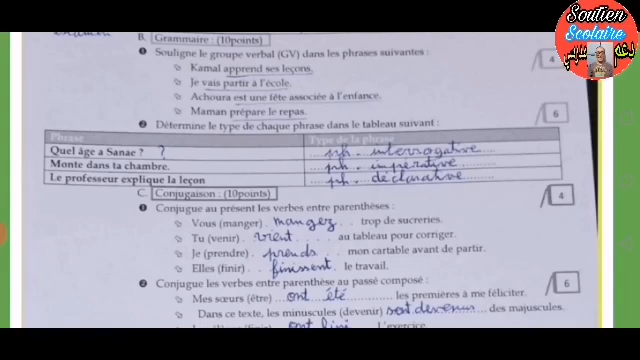 Soutien
Scolaire
B. Grammaire : (10points)
❶ Souligne le groupe verbal (GV) dans les phrases suivantes :
Kamal apprend ses leçons.
Je vais partir à l'école.
Achoura est une fête associée à l'enfance.
Maman prépare le repas.
4
❷ Détermine le type de chaque phrase dans le tableau suivant :
6
Phrase Type de la phrase
Quel âge a Sanae ? ? ph. interrogative
Monte dans ta chambre. ph. impérative
Le professeur explique la leçon ph. déclarative
C. Conjugaison : (10points)
❶ Conjugue au présent les verbes entre parenthèses :
4
Vous (manger) mangez trop de sucreries.
Tu (venir) vient au tableau pour corriger.
Je (prendre) prends mon cartable avant de partir.
Elles (finir) finissent le travail.
❷ Conjugue les verbes entre parenthèse au passé composé :
6
Mes sœurs (être) ont été les premières à me féliciter.
Dans ce texte, les minuscules (devenir) sont devenus des majuscules.
ont fini L'exercice.